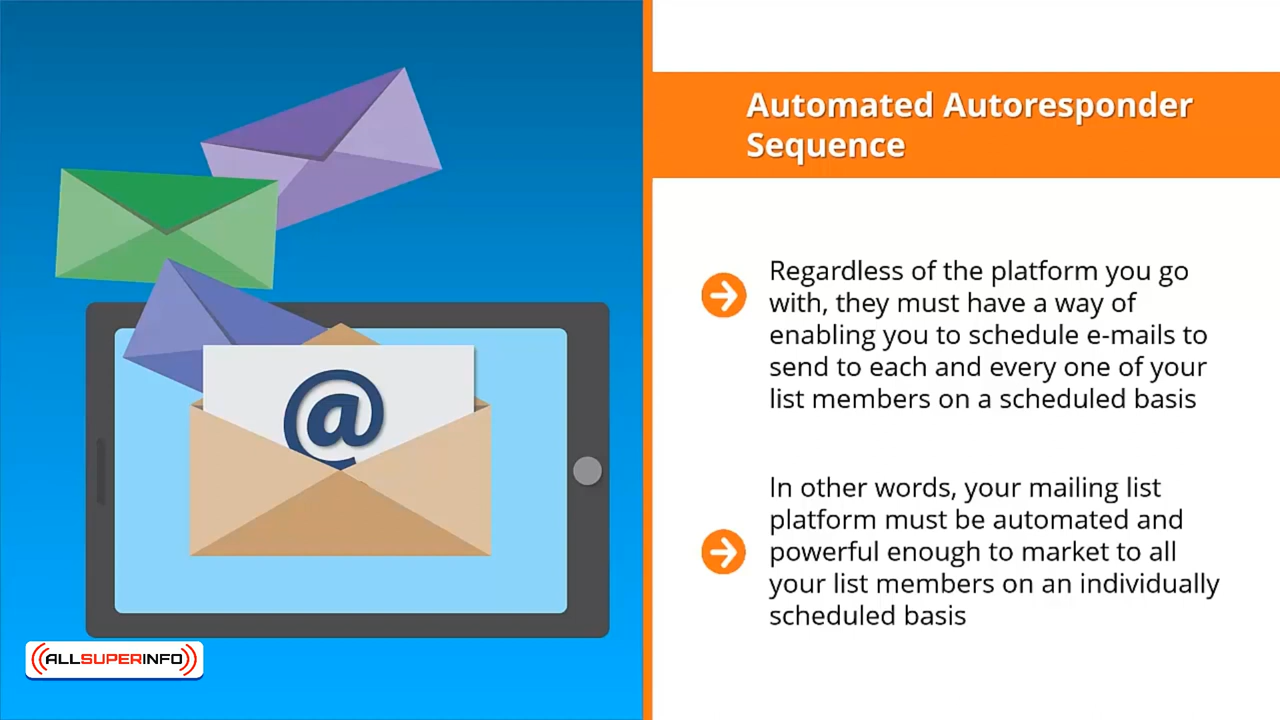 Automated Autoresponder
Sequence
Regardless of the platform you go
with, they must have a way of
enabling you to schedule e-mails to
send to each and every one of your
list members on a scheduled basis
In other words, your mailing list
platform must be automated and
powerful enough to market to all
your list members on an individually
scheduled basis
@
ALLSUPERINFO